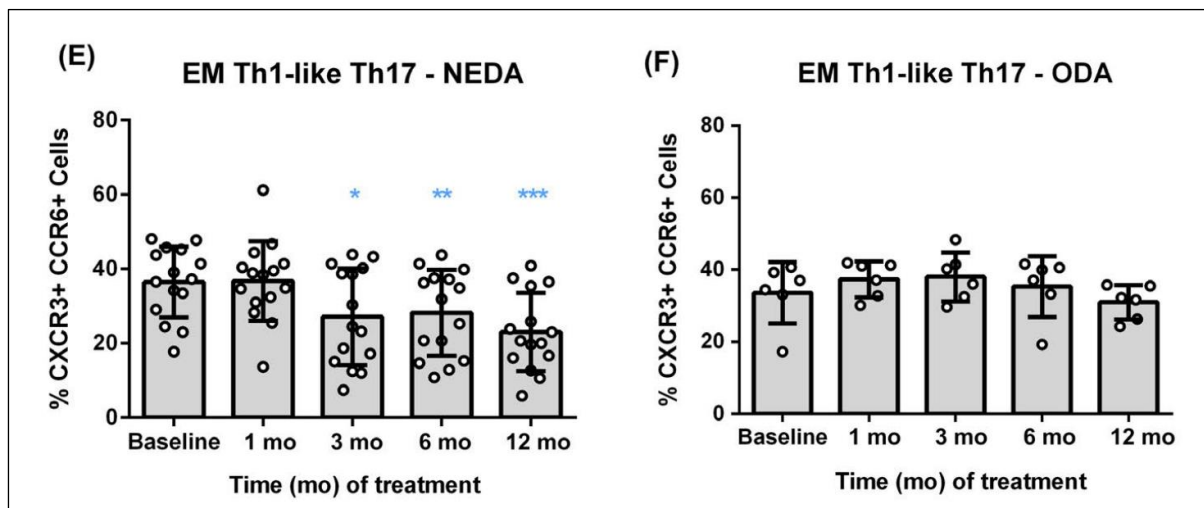 (E)
EM Th1-like Th17 - NEDA
% CXCR3+ CCR6+ Cells
80
60
40
20
0
* ** ***
Baseline 1 mo 3 mo 6 mo 12 mo
Time (mo) of treatment
(F)
EM Th1-like Th17 - ODA
% CXCR3+ CCR6+ Cells
80
60
40
20
0
Baseline 1 mo 3 mo 6 mo 12 mo
Time (mo) of treatment